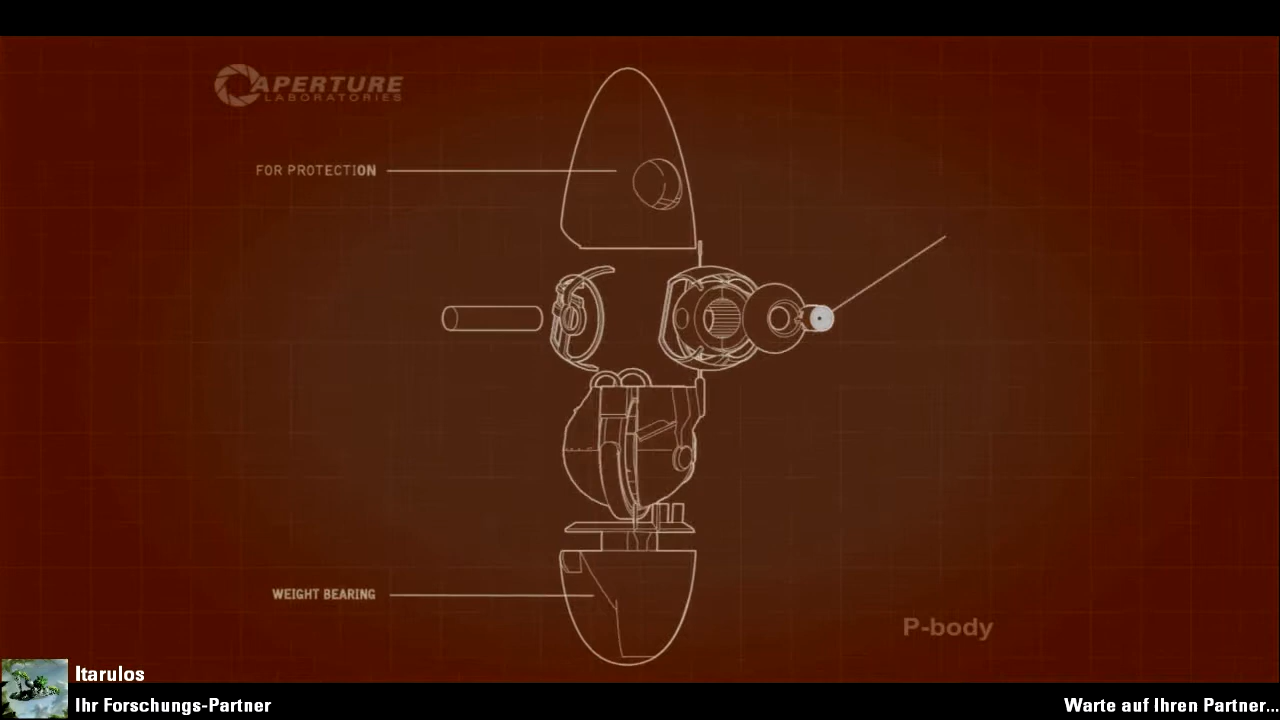 APERTURE
LABORATORIES
FOR PROTECTION
WEIGHT BEARING
P-body
Itarulos
Ihr Forschungs-Partner
Warte auf Ihren Partner...